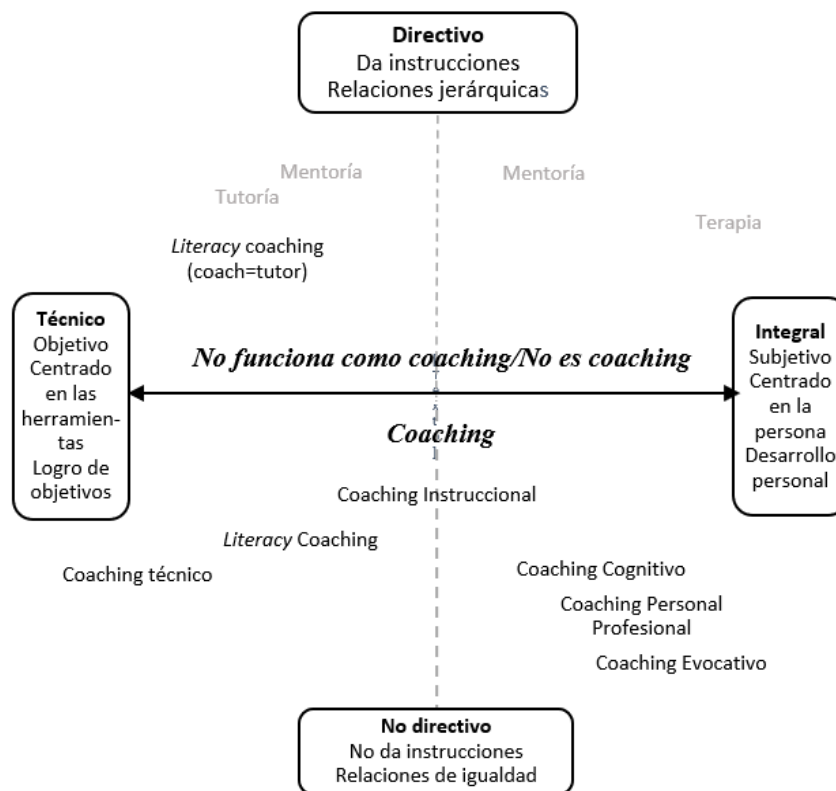 Directivo
Da instrucciones
Relaciones jerárquicas
Mentoría
Mentoría
Tutoría
Terapia
Literacy coaching
(coach=tutor)
Técnico
Objetivo
Centrado
en las
herramien-
tas
Logro de
objetivos
No funciona como coaching/No es coaching
Coaching
Integral
Subjetivo
Centrado
en la
persona
Desarrollo
personal
Coaching Instruccional
Literacy Coaching
Coaching técnico
Coaching Cognitivo
Coaching Personal
Profesional
Coaching Evocativo
No directivo
No da instrucciones
Relaciones de igualdad